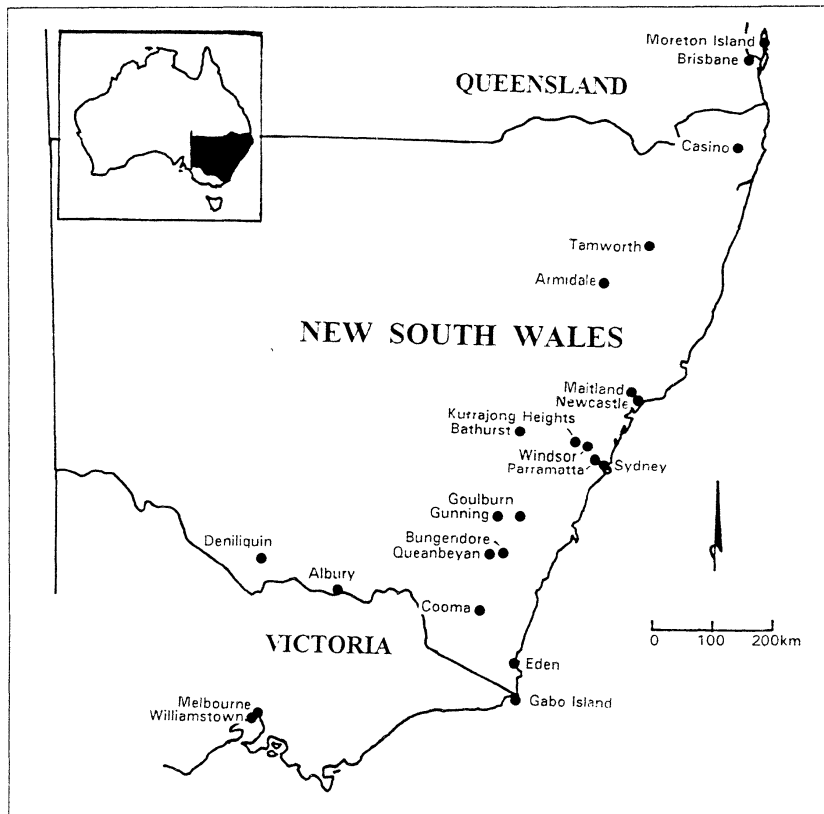 Moreton Island
Brisbane
QUEENSLAND
Casino
Tamworth
Armidale
NEW SOUTH WALES
Maitland
Newcastle
Kurrajong Heights
Bathurst
Windsor
Parramatta
Sydney
Goulburn
Gunning
Deniliquin
Bungendore
Queanbeyan
Albury
Cooma
0 100 200km
VICTORIA
Eden
Melbourne
Williamstown
Gabo Island